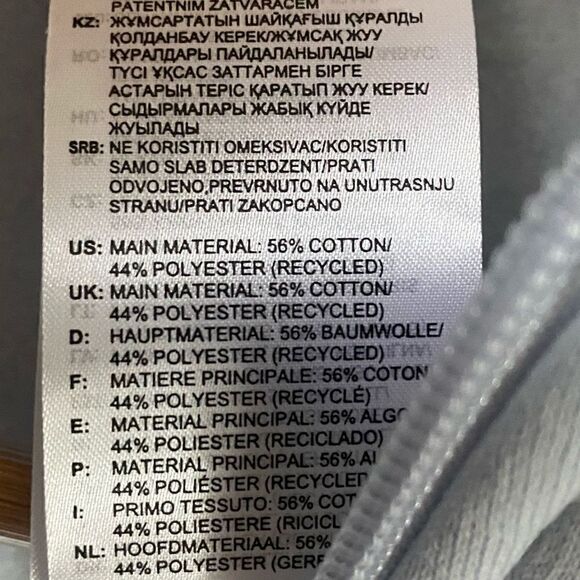 PATENTNIM ZATVARAČEM
KZ: ЖҰМСАРТАТЫН ШАЙҚАҒЫШ ҚҰРАЛДЫ
ҚОЛДАНБАУ КЕРЕК/ЖҰМСАҚ ЖУУ
ҚҰРАЛДАРЫ ПАЙДАЛАНЫЛАДЫ/
ТҮСІ ҰҚСАС ЗАТТАРМЕН БІРГЕ
АСТАРЫН ТЕРІС ҚАРАТЫП ЖУУ КЕРЕК/
СЫДЫРМАЛАРЫ ЖАБЫҚ КҮЙДЕ
ЖУЫЛАДЫ
SRB: NE KORISTITI OMEKSIVAC/KORISTITI
SAMO SLAB DETERDZENT/PRATI
ODVOJENO,PREVRNUTO NA UNUTRASNJU
STRANU/PRATI ZAKOPCANO
US: MAIN MATERIAL: 56% COTTON/
44% POLYESTER (RECYCLED)
UK: MAIN MATERIAL: 56% COTTON/
44% POLYESTER (RECYCLED)
D: HAUPTMATERIAL: 56% BAUMWOLLE/
44% POLYESTER (RECYCLED)
F: MATIERE PRINCIPALE: 56% COTON
44% POLYESTER (RECYCLÉ)
E: MATERIAL PRINCIPAL: 56%
44% POLIESTER (RECICLADO)
P: MATERIAL PRINCIPAL: 56%
44% POLIÉSTER
I: PRIMO TESSUTO: 56%
44% POLIESTERE
NL: HOOFDMATERIAAL: 56%
44% POLYESTER